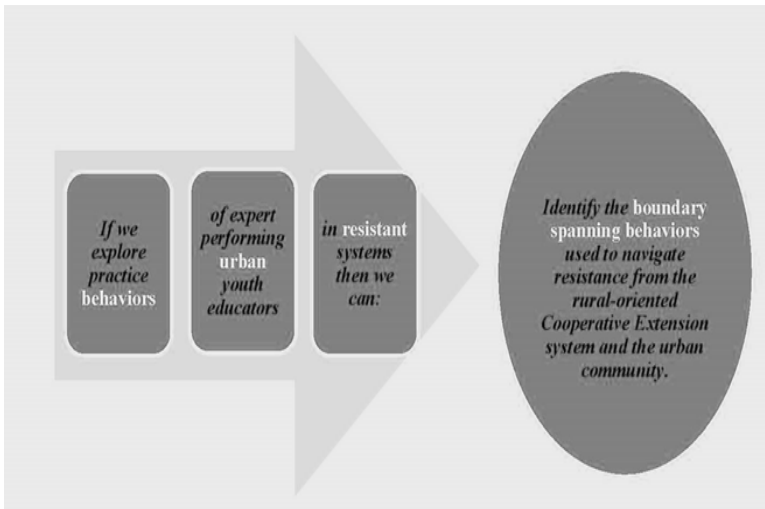 If we
explore
practice
behaviors
of expert
performing
urban
youth
educators
in resistant
systems
then we
can:
Identify the boundary
spanning behaviors
used to navigate
resistance from the
rural-oriented
Cooperative Extension
system and the urban
community.